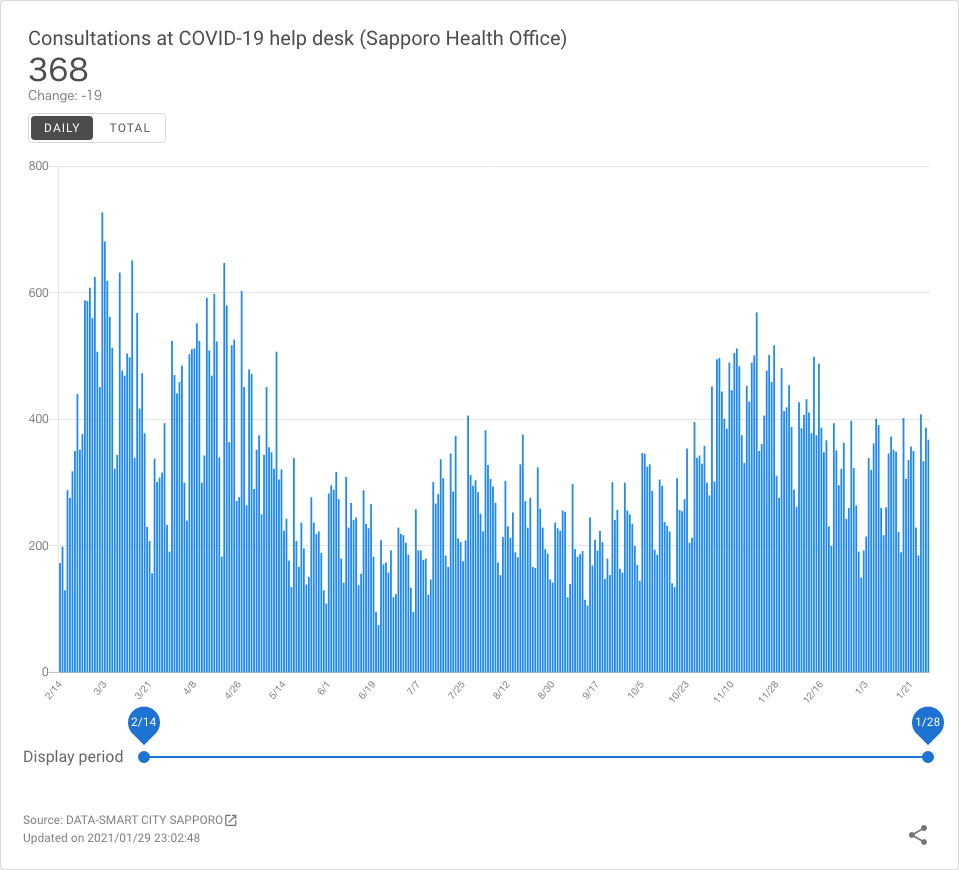 Consultations at COVID-19 help desk (Sapporo Health Office)
368
Change: -19
DAILY TOTAL
800
600
400
200
0
2/14 3/3 3/21 4/8 4/26 5/14 6/1 6/19 7/7 7/25 8/12 8/30 9/17 10/5 10/23 11/10 11/28 12/16 1/3 1/21
2/14 1/28
Display period
Source: DATA-SMART CITY SAPPORO
Updated on 2021/01/29 23:02:48